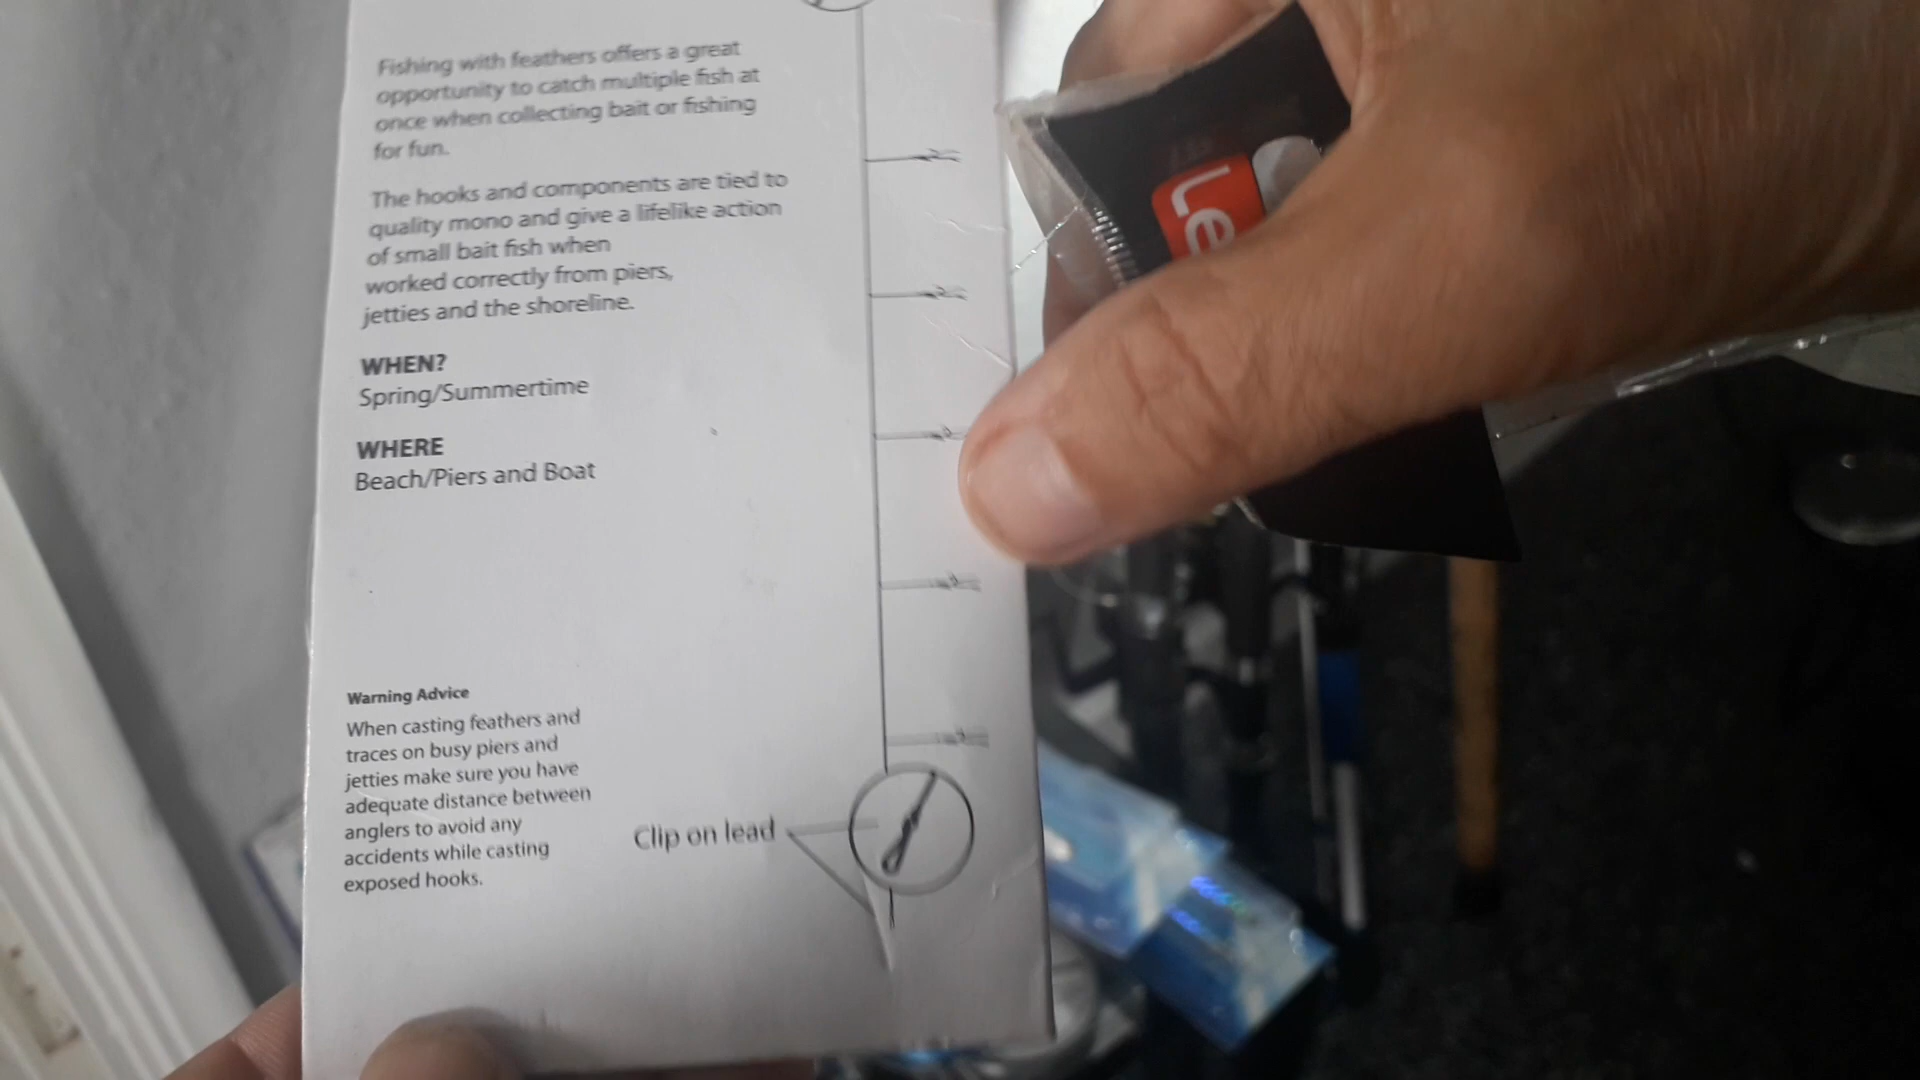 Fishing with feathers offers a great
opportunity to catch multiple fish at
once when collecting bait or fishing
for fun.
The hooks and components are tied to
quality mono and give a lifelike action
of small bait fish when
worked correctly from piers,
jetties and the shoreline.
WHEN?
Spring/Summertime
WHERE
Beach/Piers and Boat
Warning Advice
When casting feathers and
traces on busy piers and
jetties make sure you have
adequate distance between
anglers to avoid any
accidents while casting
exposed hooks.
Clip on lead
Le